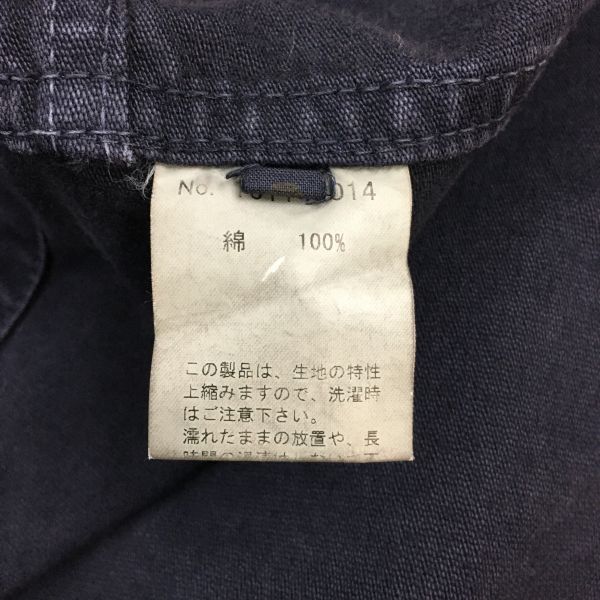 No. 014
綿 100%
この製品は、生地の特性
上縮みますので、洗濯時
はご注意下さい。
濡れたままの放置や、長